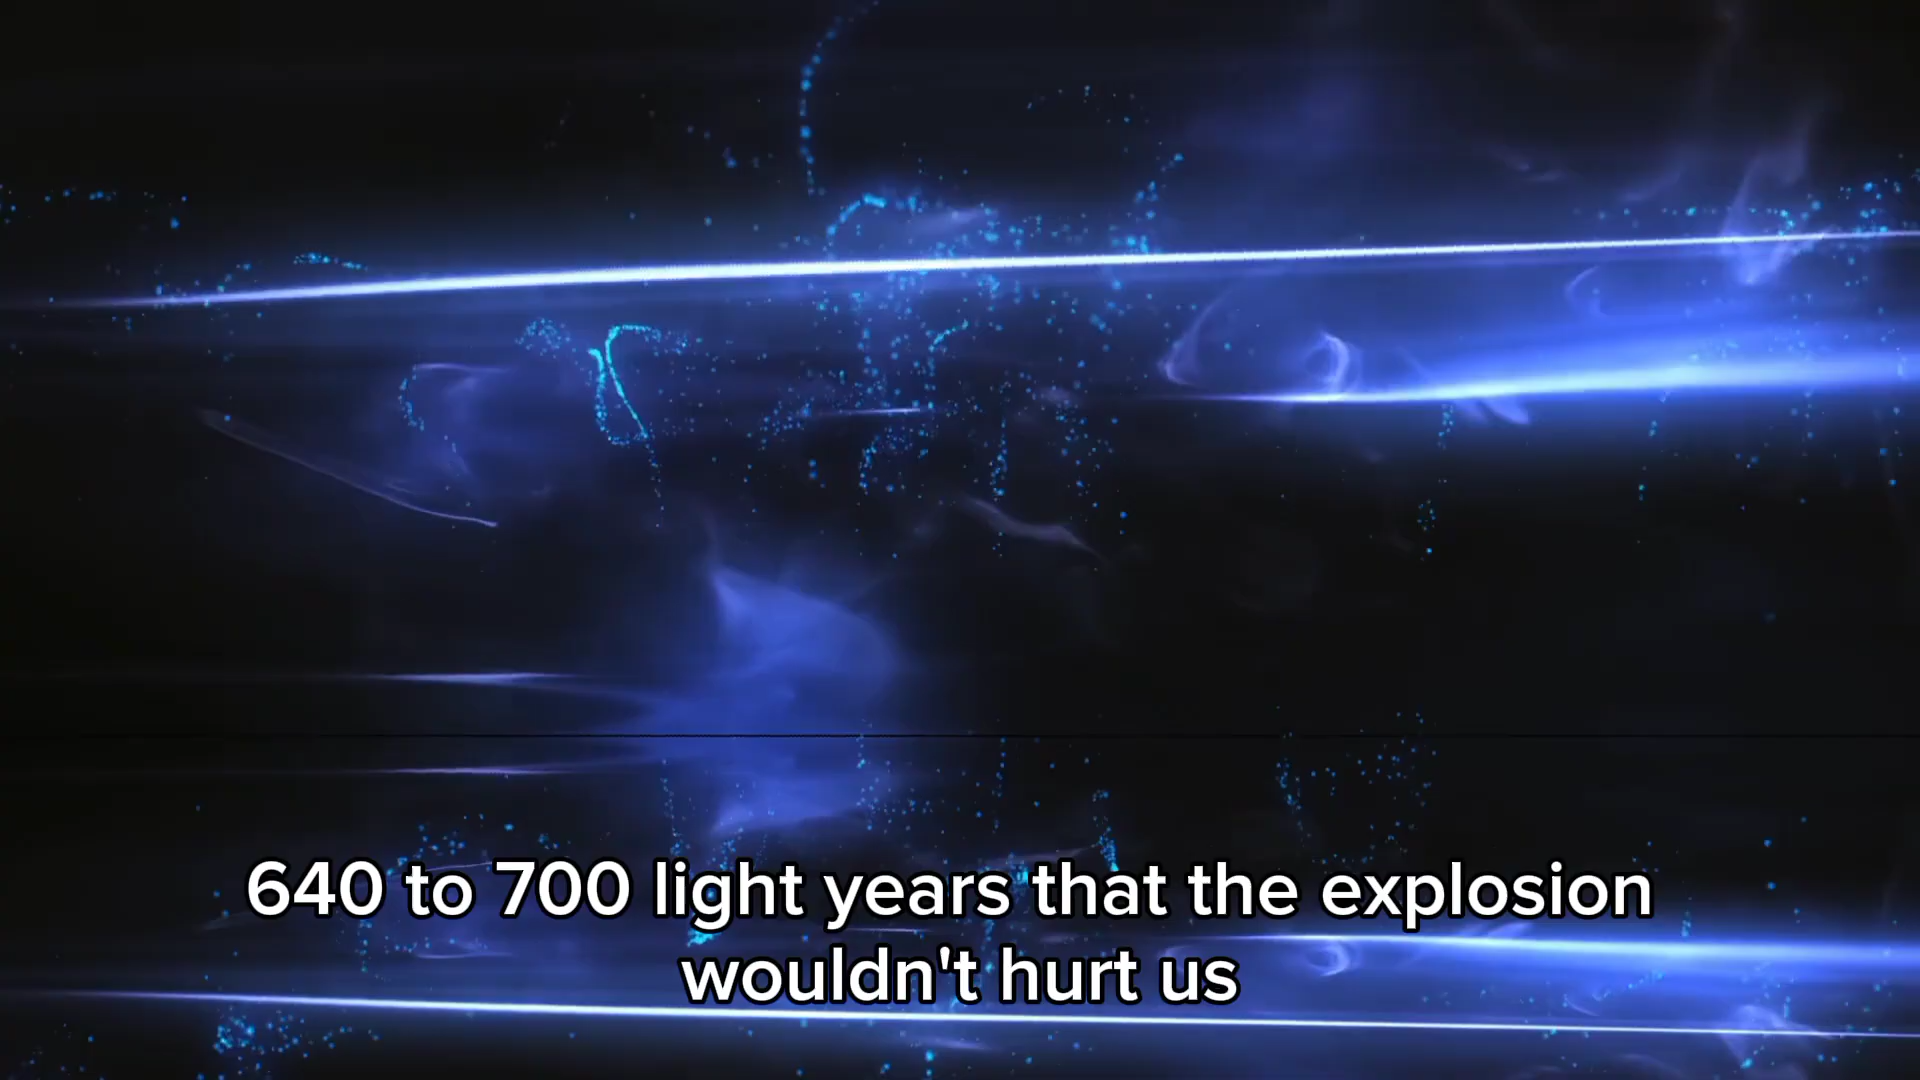 640 to 700 light years that the explosion
wouldn't hurt us